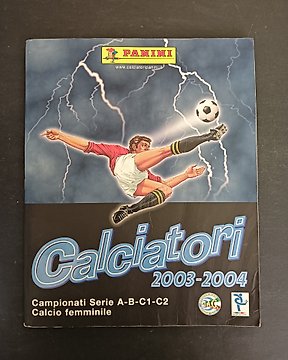 PANINI
www.calciatoripanini.it
Calciatori
2003-2004
Campionati Serie A-B-C1-C2
Calcio femminile